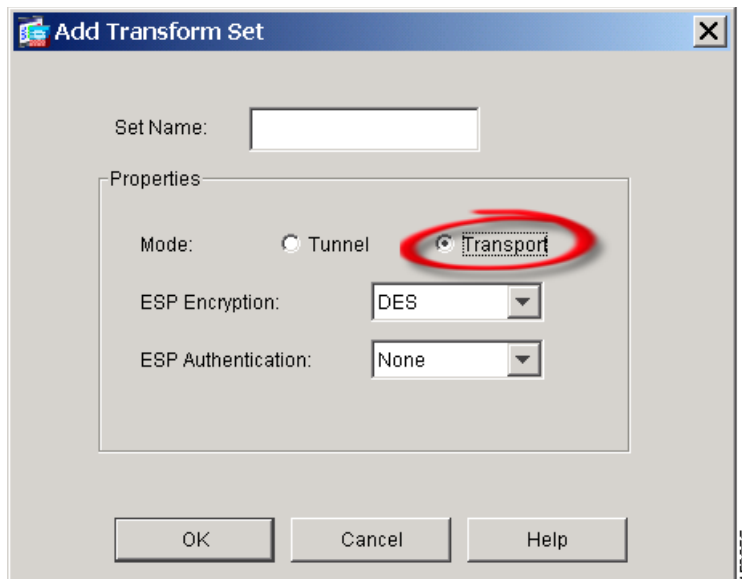 Add Transform Set
Set Name:
Properties
Mode: Tunnel Transport
ESP Encryption: DES
ESP Authentication: None
OK Cancel Help